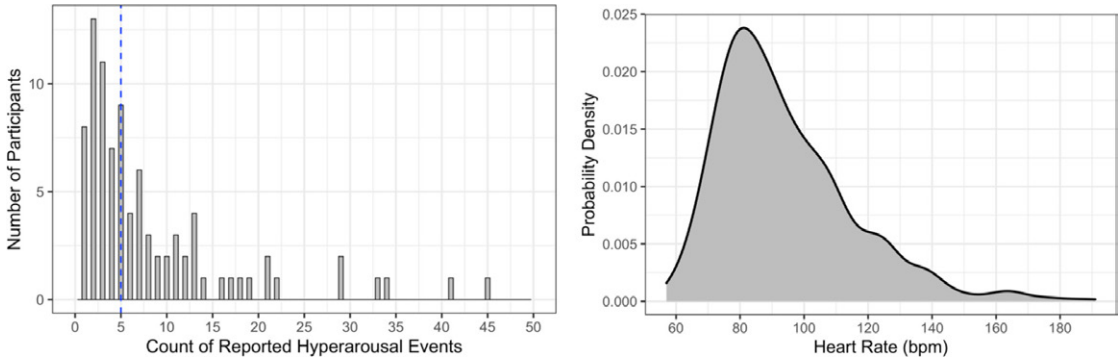 Number of Participants
10
5
0
0 5 10 15 20 25 30 35 40 45 50
Count of Reported Hyperarousal Events
Probability Density
0.025
0.020
0.015
0.010
0.005
0.000
60 80 100 120 140 160 180
Heart Rate (bpm)